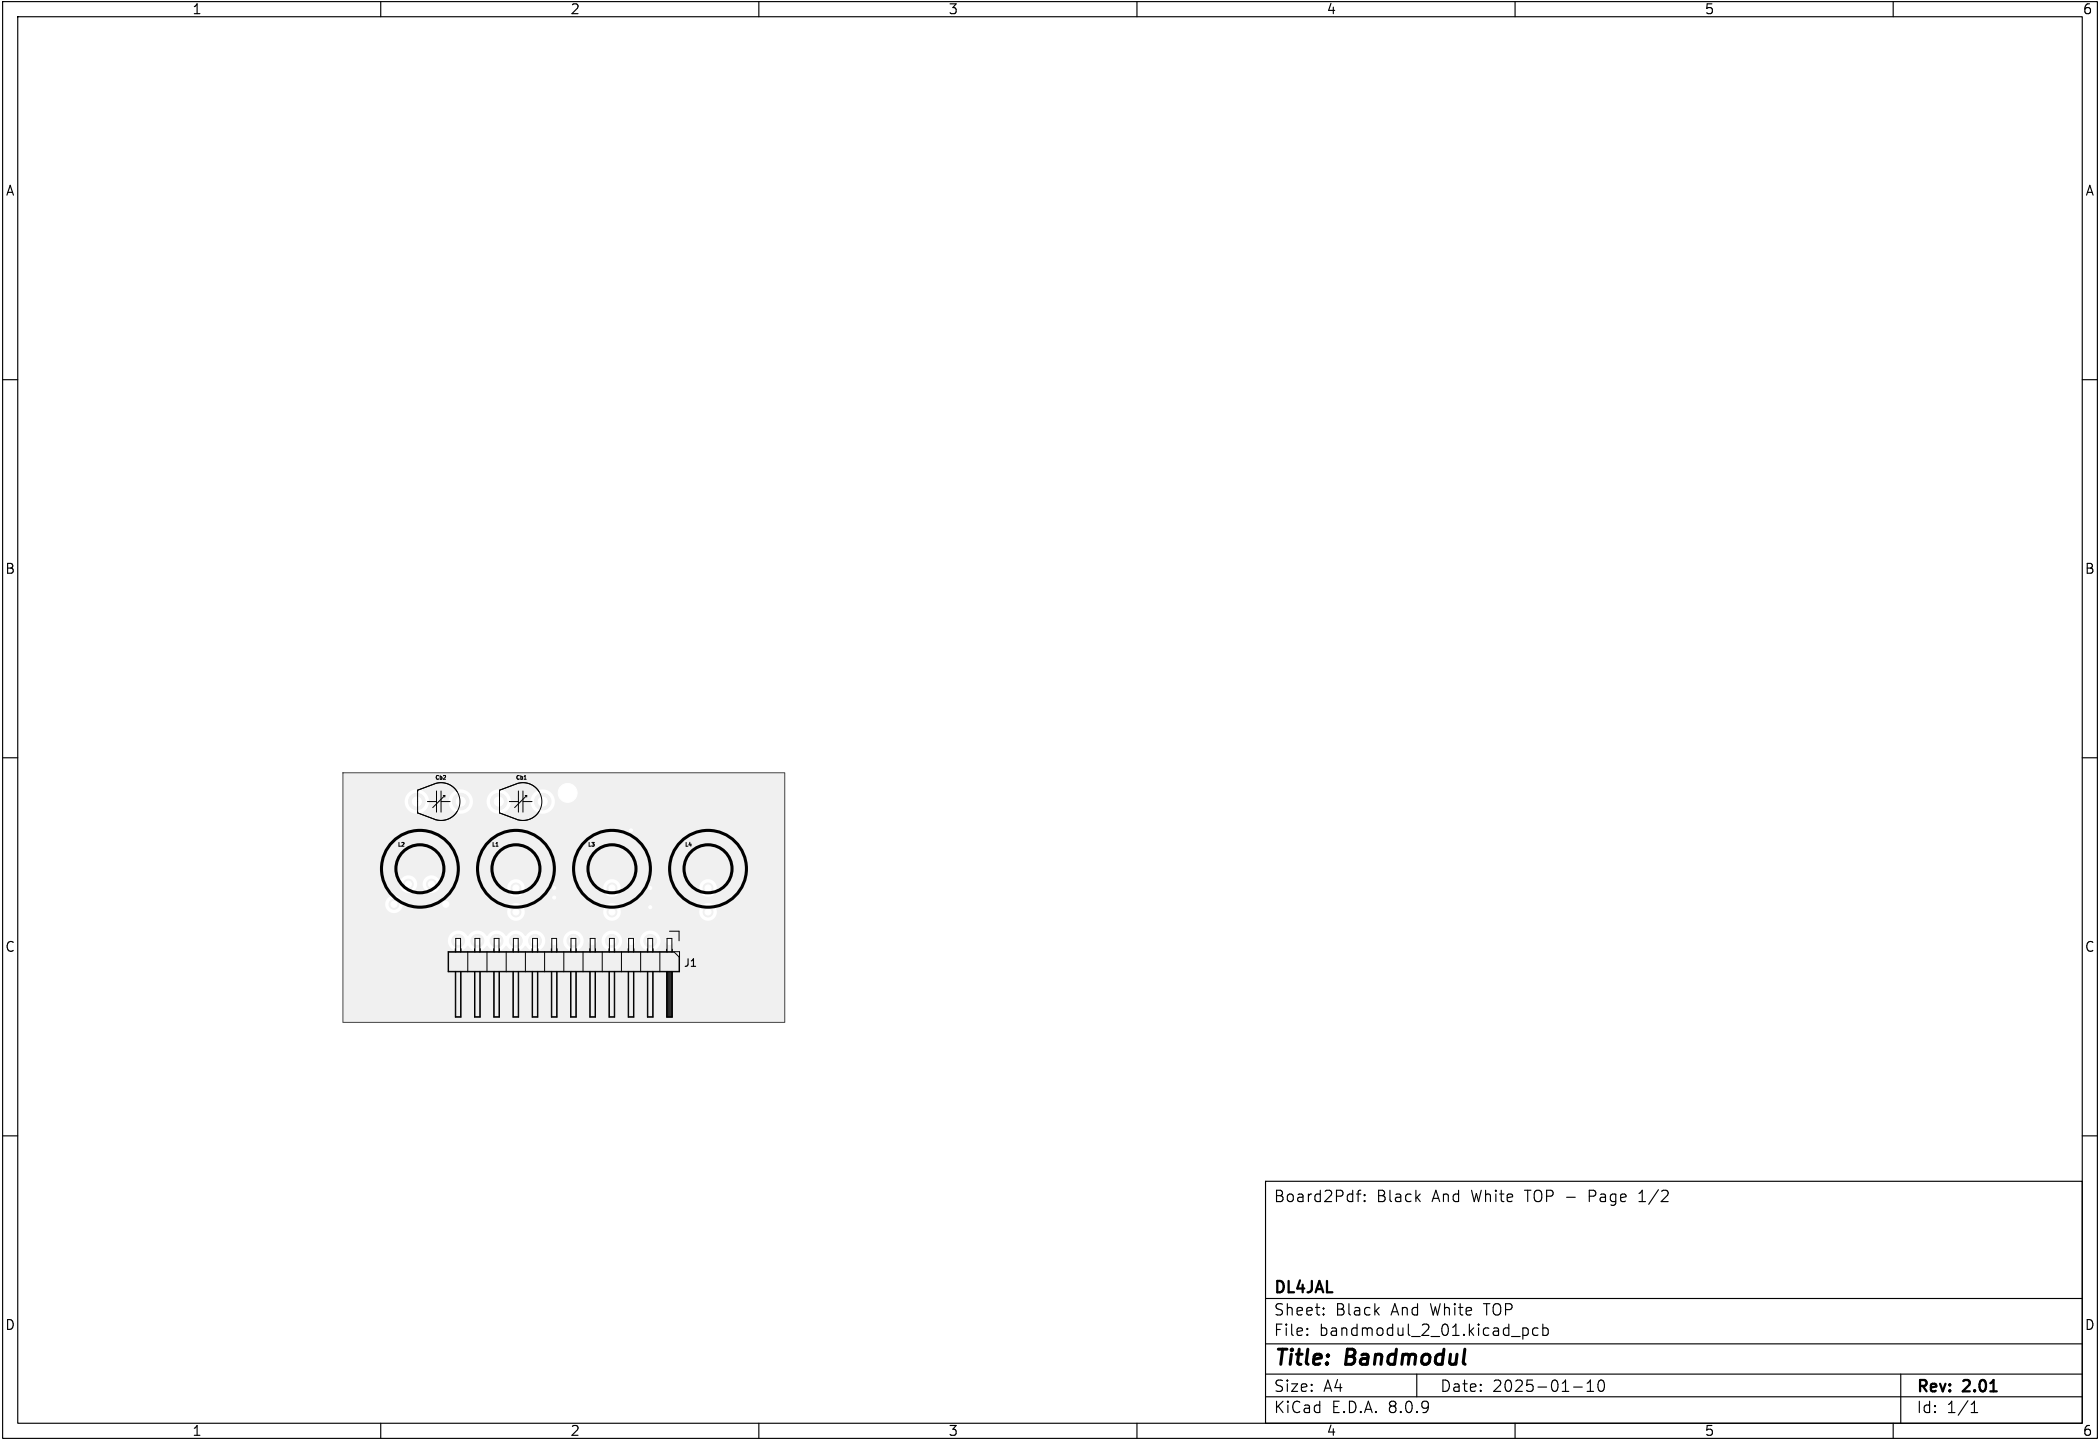 1 2 3 4 5 6
A A
B B
Cb2 Cb1
L2 L1 L3 L4
C C
J1
Board2Pdf: Black And White TOP – Page 1/2
DL4JAL
Sheet: Black And White TOP
File: bandmodul_2_01.kicad_pcb
D D
Title: Bandmodul
Size: A4 Date: 2025–01–10 Rev: 2.01
KiCad E.D.A. 8.0.9 Id: 1/1
1 2 3 4 5 6